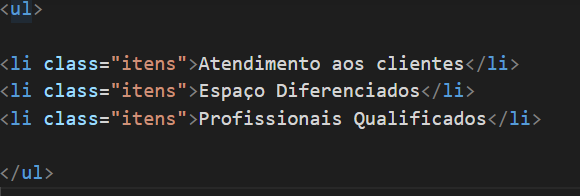 <ul>
<li class="itens">Atendimento aos clientes</li>
<li class="itens">Espaço Diferenciados</li>
<li class="itens">Profissionais Qualificados</li>
</ul>